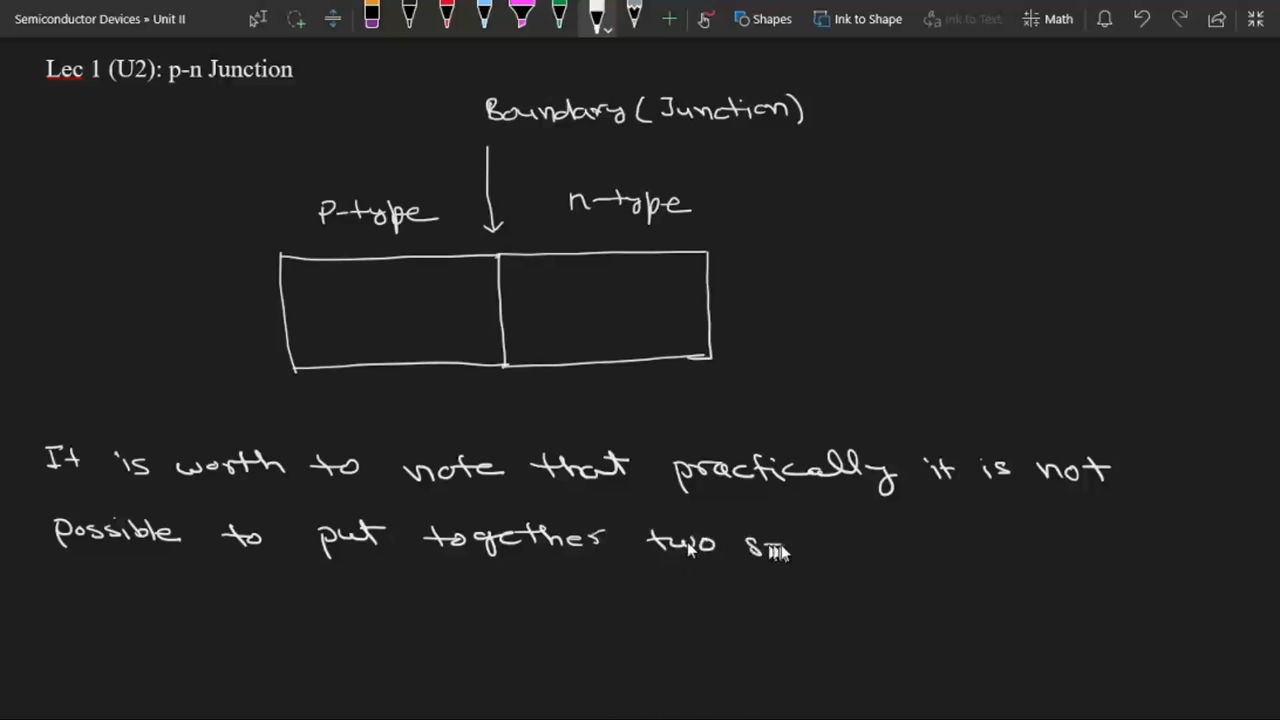 Semiconductor Devices » Unit II
Shapes
Ink to Shape
Ink to Text
Math
Lec 1 (U2): p-n Junction
Boundary (Junction)
P-type
n-type
It is worth to note that practically it is not
possible to put together two